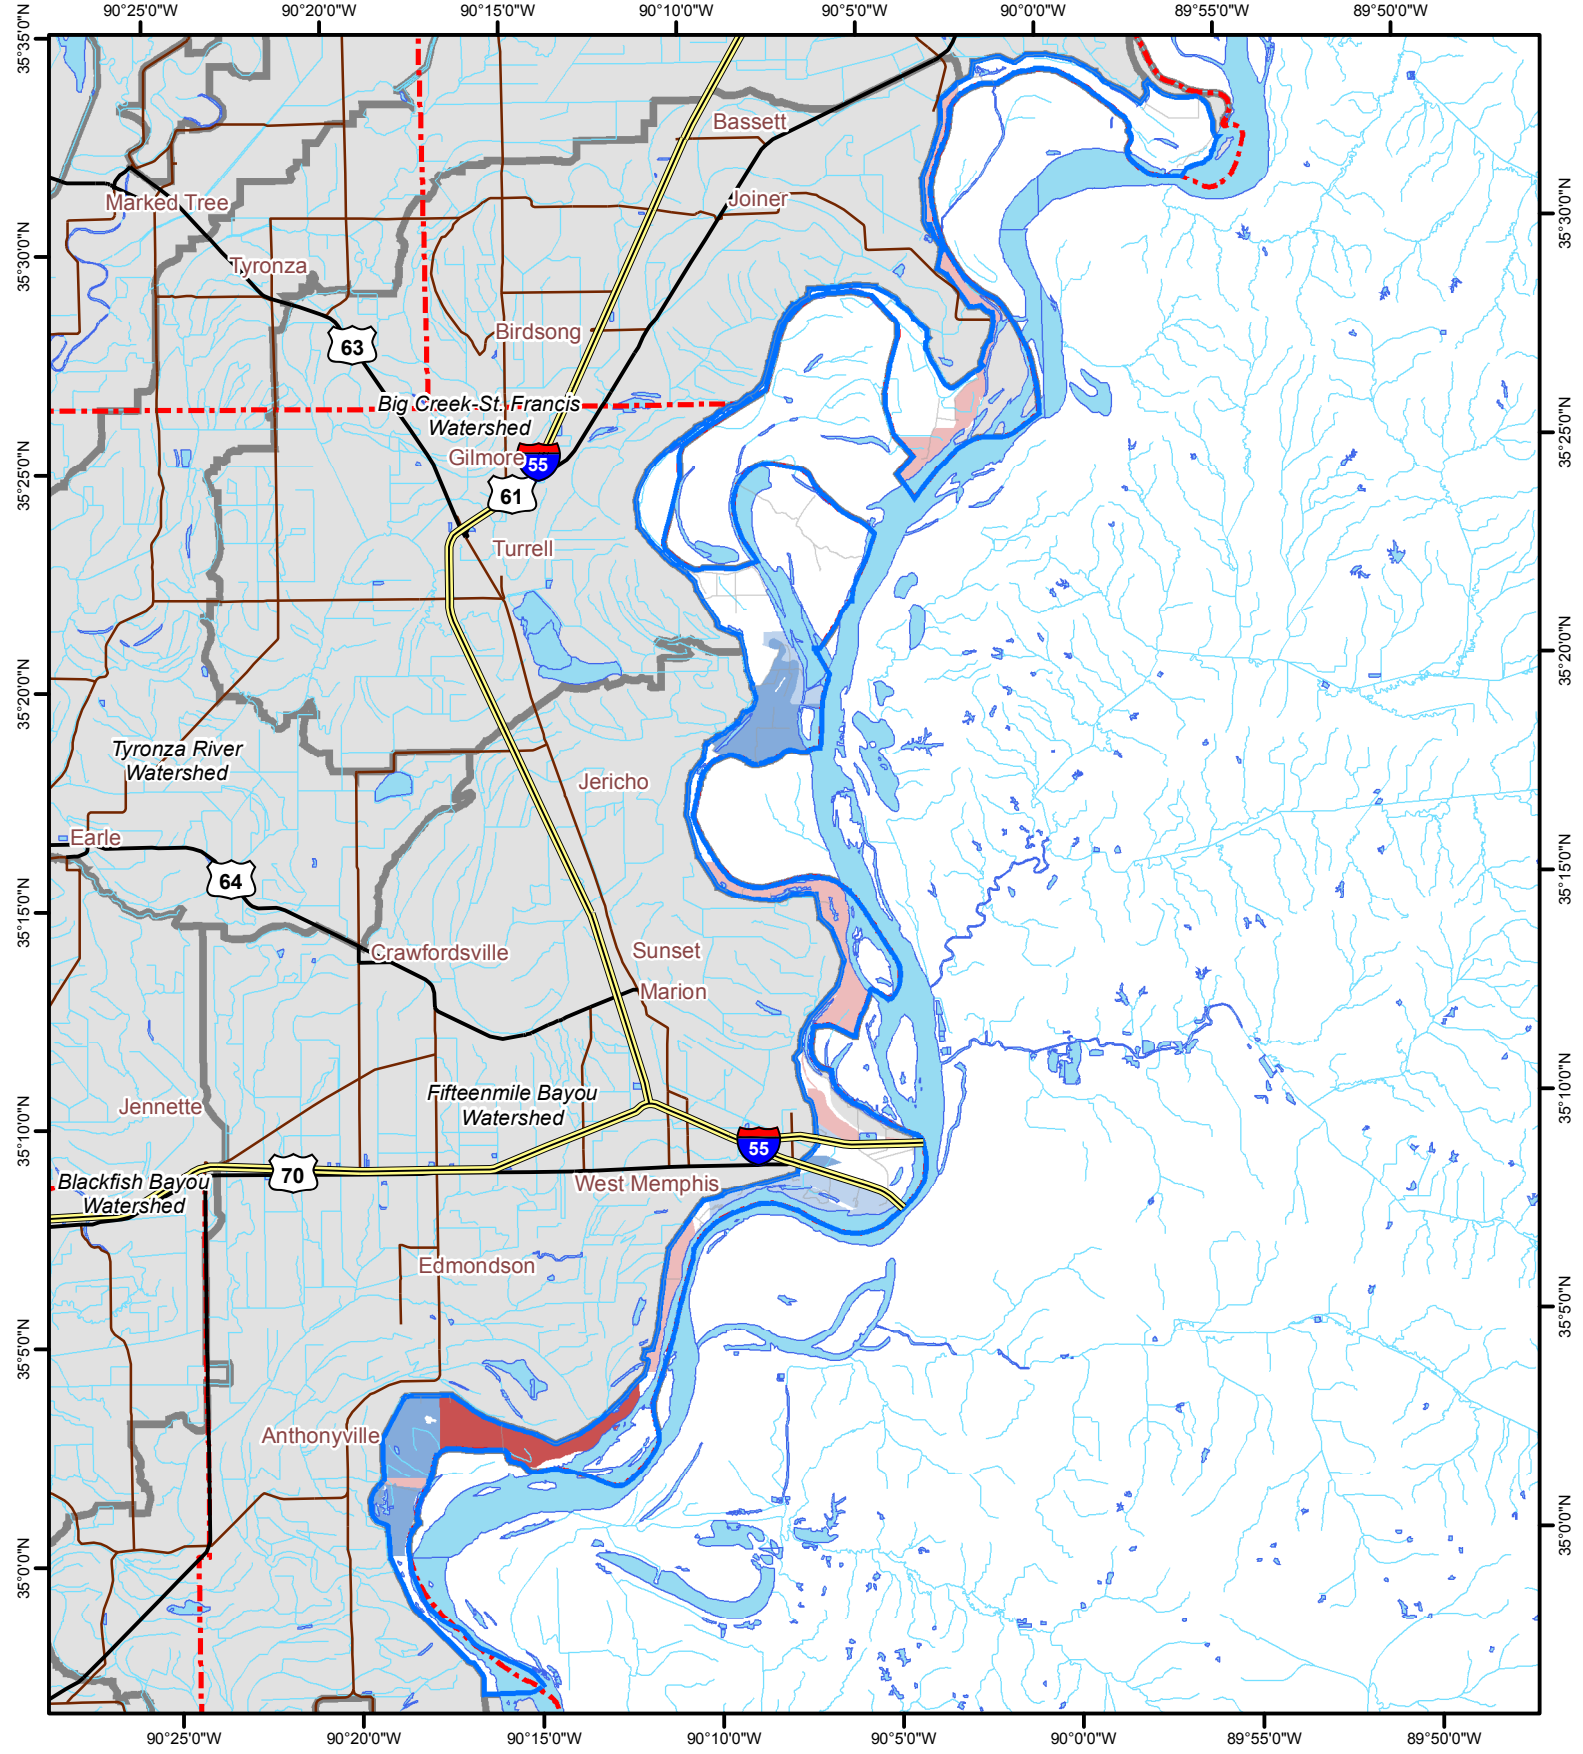 90°25'0"W 90°20'0"W 90°15'0"W 90°10'0"W 90°5'0"W 90°0'0"W 89°55'0"W 89°50'0"W
35°35'0"N
Bassett
Marked Tree
Joiner
35°30'0"N
35°30'0"N
Tyronza
Birdsong
63
Big Creek-St. Francis
Watershed
35°25'0"N
Gilmore
55
35°25'0"N
61
Turrell
35°20'0"N
35°20'0"N
Tyronza River
Watershed
Jericho
Earle
64
35°15'0"N
35°15'0"N
Crawfordsville
Sunset
Marion
35°10'0"N
Jennette
Fifteenmile Bayou
Watershed
35°10'0"N
55
70
Blackfish Bayou
Watershed
West Memphis
Edmondson
35°5'0"N
35°5'0"N
Anthonyville
35°0'0"N
35°0'0"N
90°25'0"W 90°20'0"W 90°15'0"W 90°10'0"W 90°5'0"W 90°0'0"W 89°55'0"W 89°50'0"W